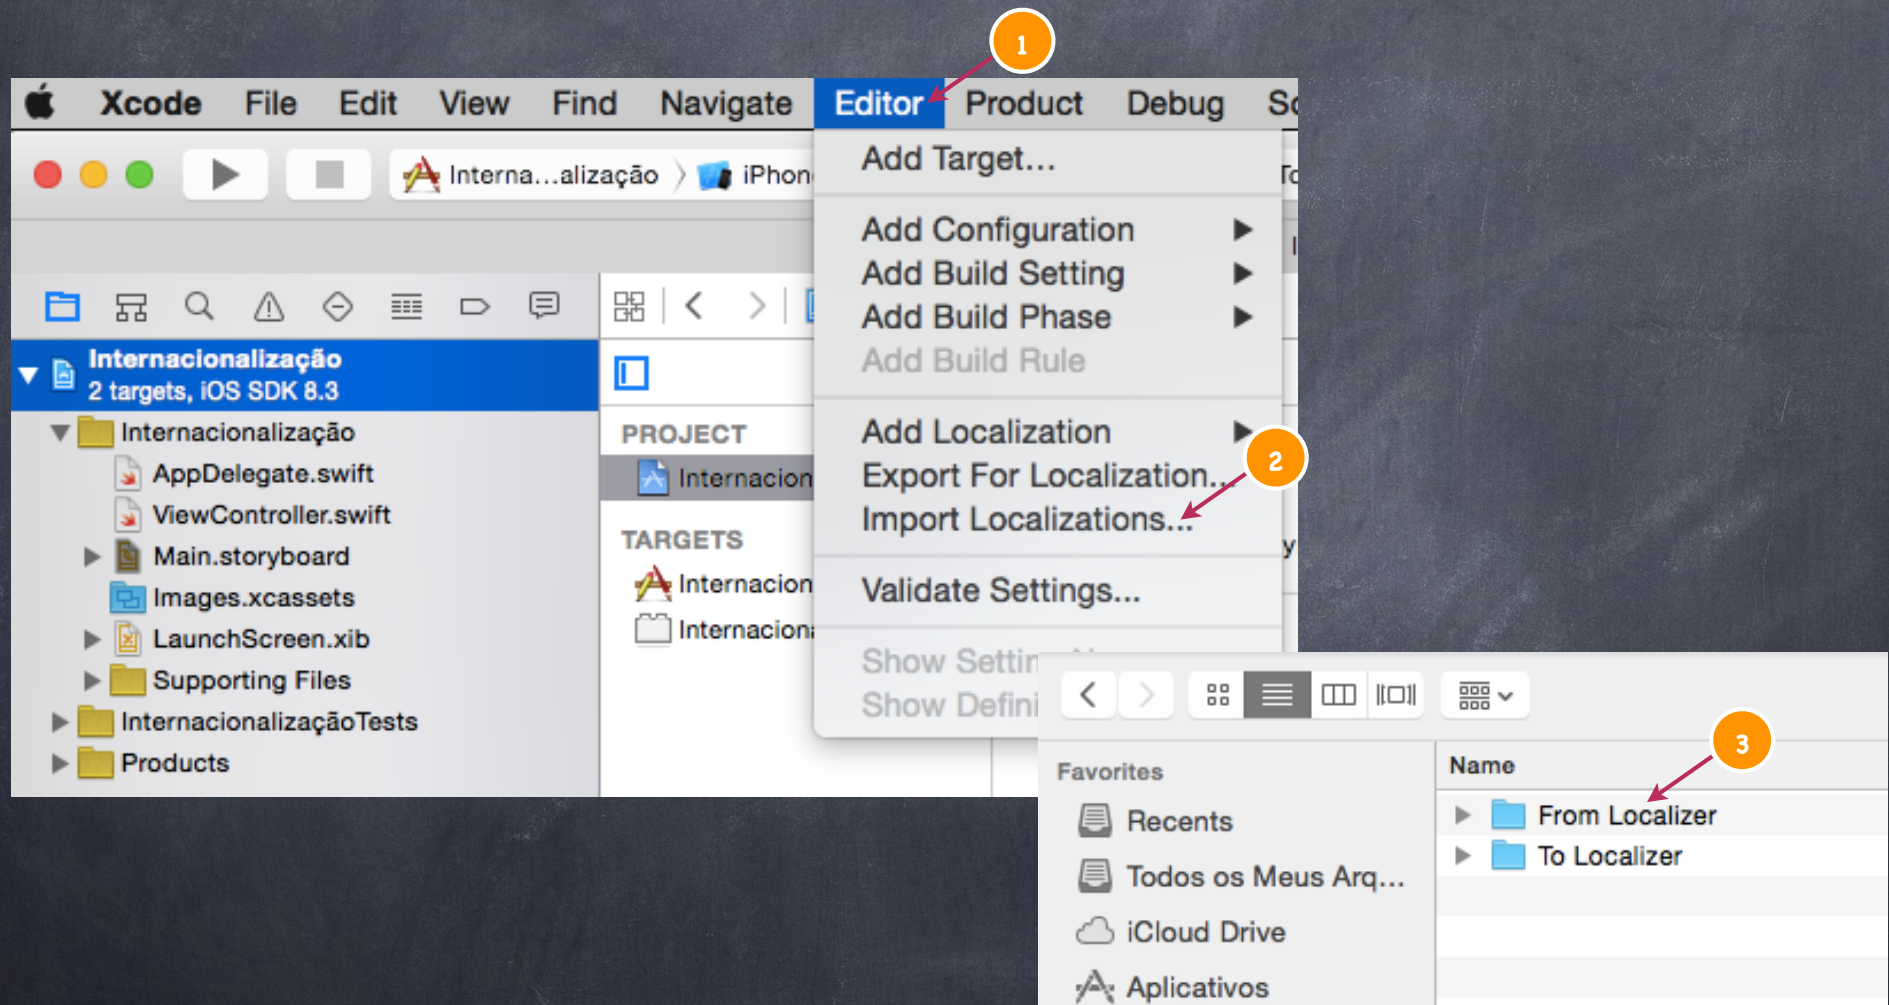 1
Xcode File Edit View Find Navigate Editor Product Debug
Interna...alização iPhon
Add Target...
Add Configuration
Add Build Setting
Add Build Phase
Add Build Rule
Add Localization
Export For Localization...
Import Localizations...
Validate Settings...
Show Settin
Show Defini
2
Internacionalização
2 targets, iOS SDK 8.3
Internacionalização
AppDelegate.swift
ViewController.swift
Main.storyboard
Images.xcassets
LaunchScreen.xib
Supporting Files
InternacionalizaçãoTests
Products
PROJECT
Internacion
TARGETS
Internacion
Internacion
3
Favorites
Recents
Todos os Meus Arq...
iCloud Drive
Aplicativos
Name
From Localizer
To Localizer